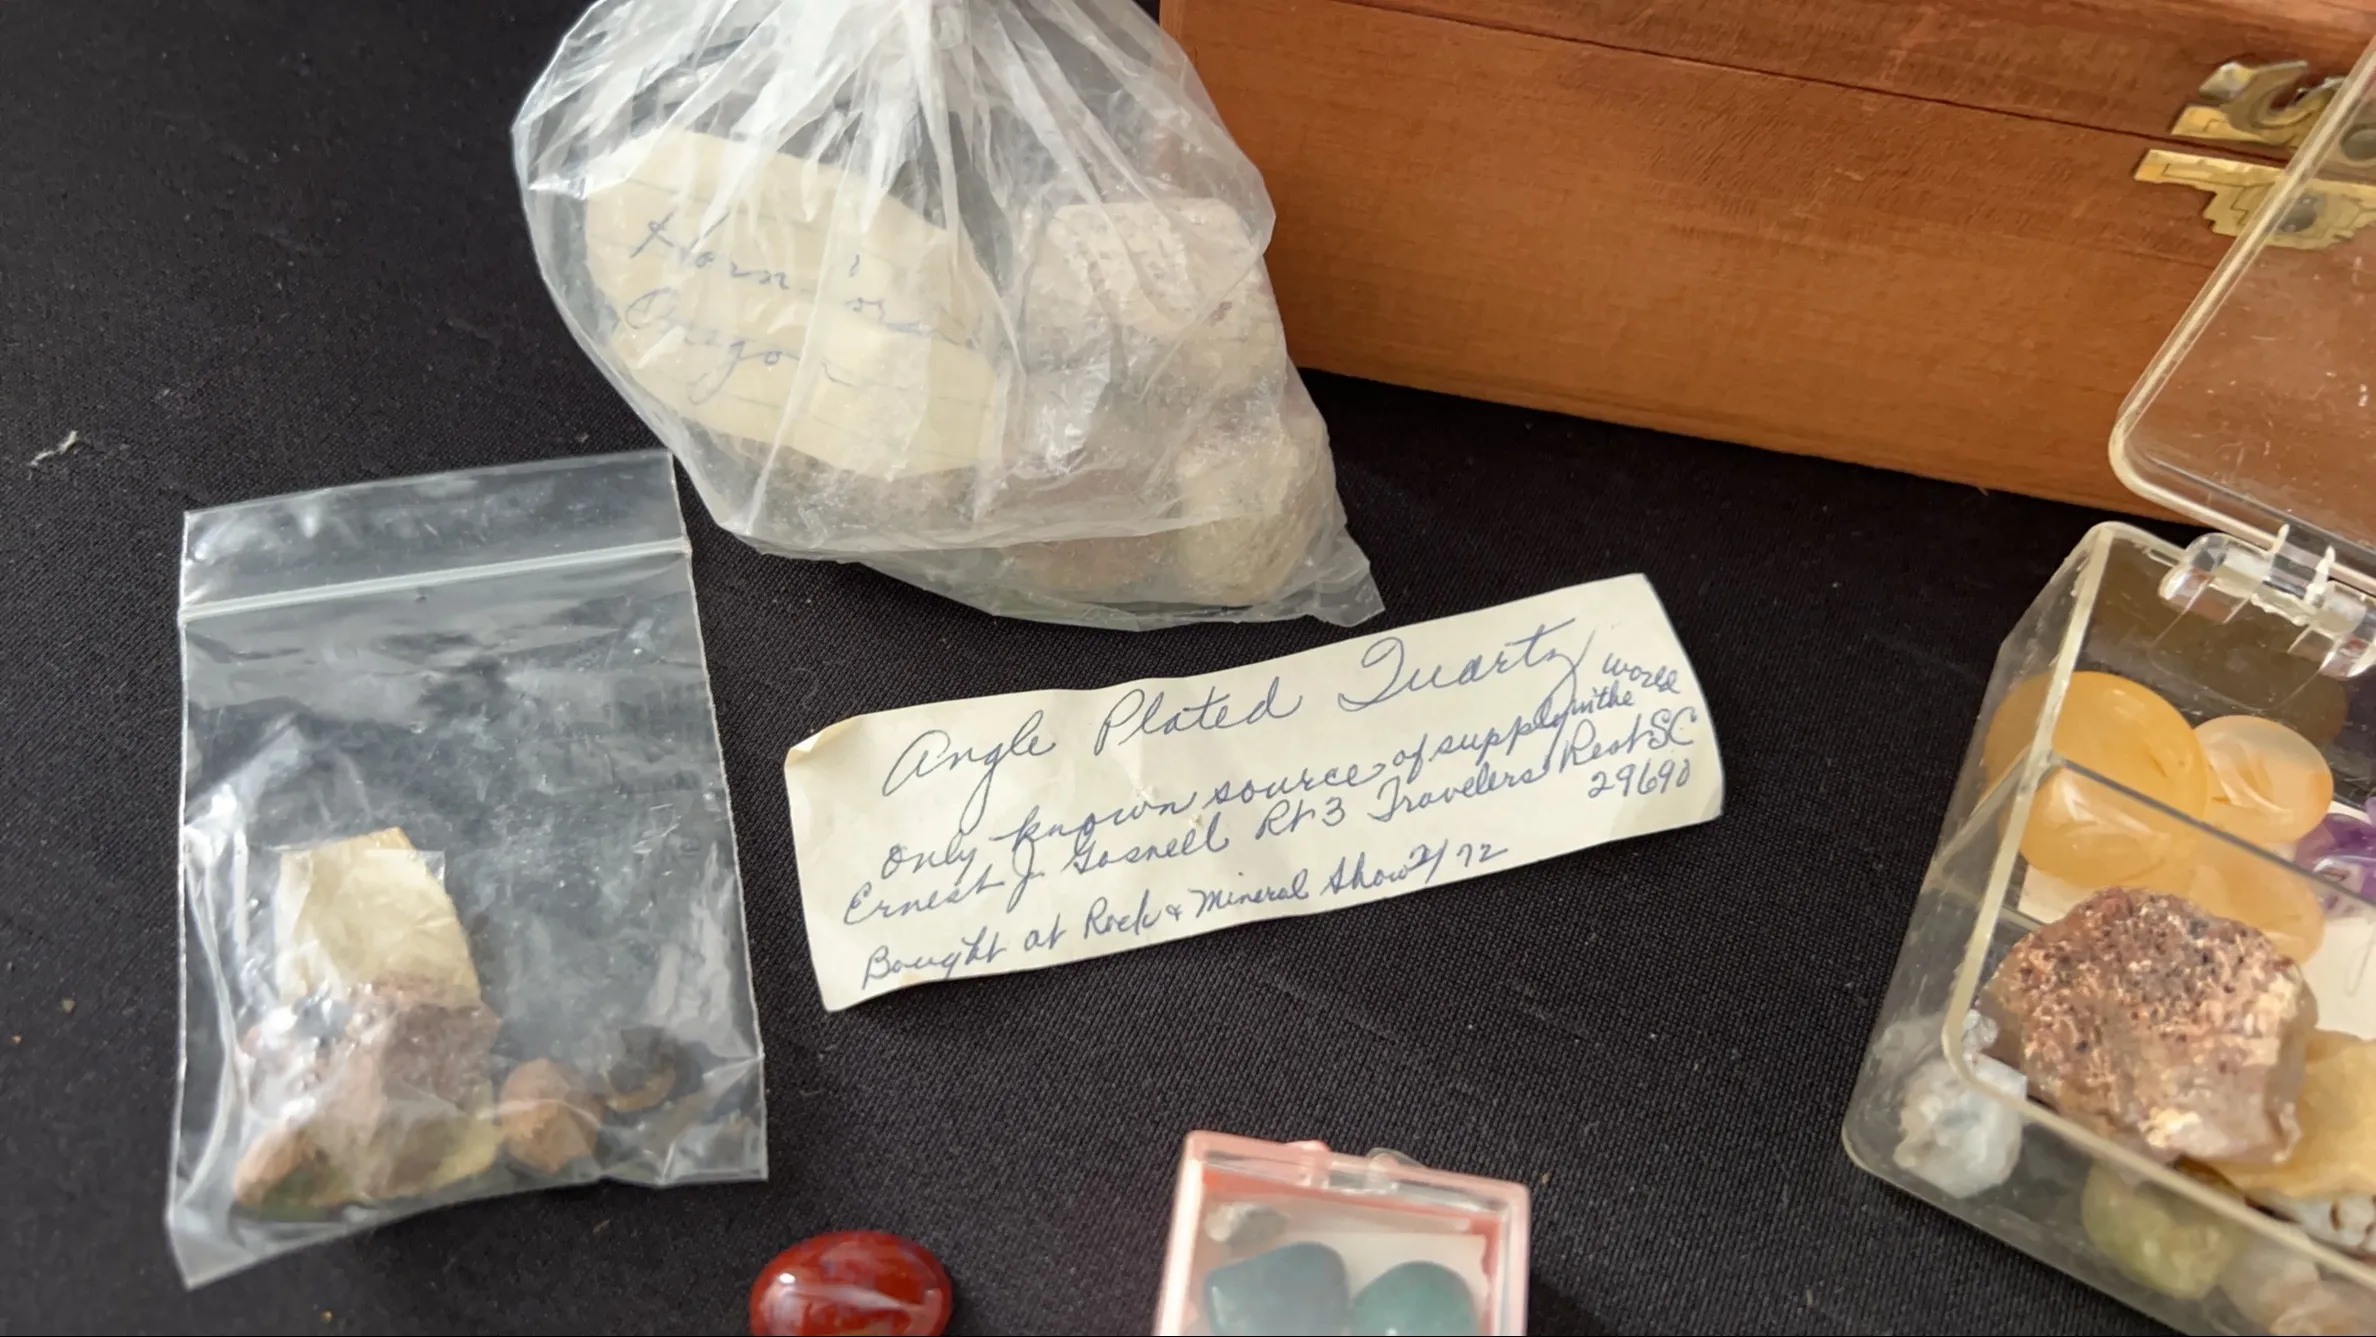 from
Oregon
Angle Plated Quartz
only known source of supply in the world
Ernest J. Gosnell Rt 3 Travelers Rest SC
29690
Bought at Rock & Mineral Show 2/72